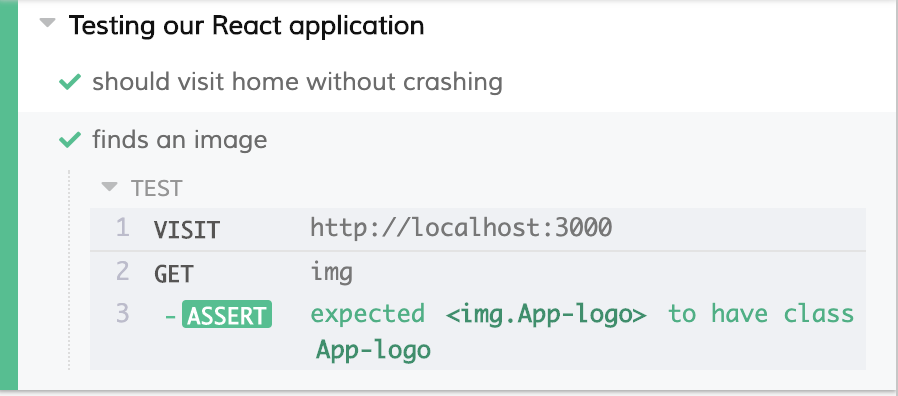 Testing our React application
should visit home without crashing
finds an image
TEST
1 VISIT http://localhost:3000
2 GET img
3 -ASSERT expected <img.App-logo> to have class
App-logo